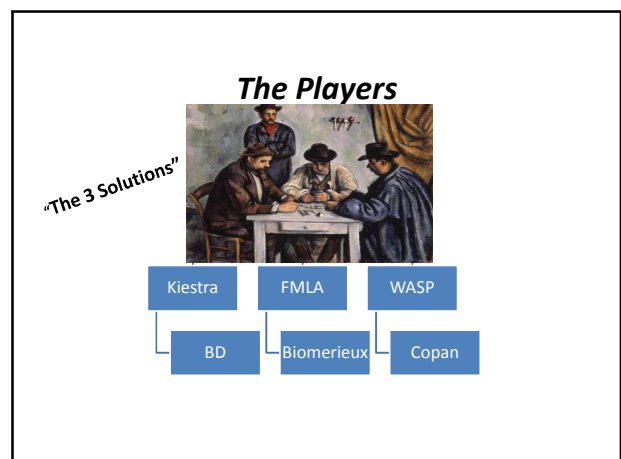 The Players
“The 3 Solutions”
Kiestra
FMLA
WASP
BD
Biomerieux
Copan